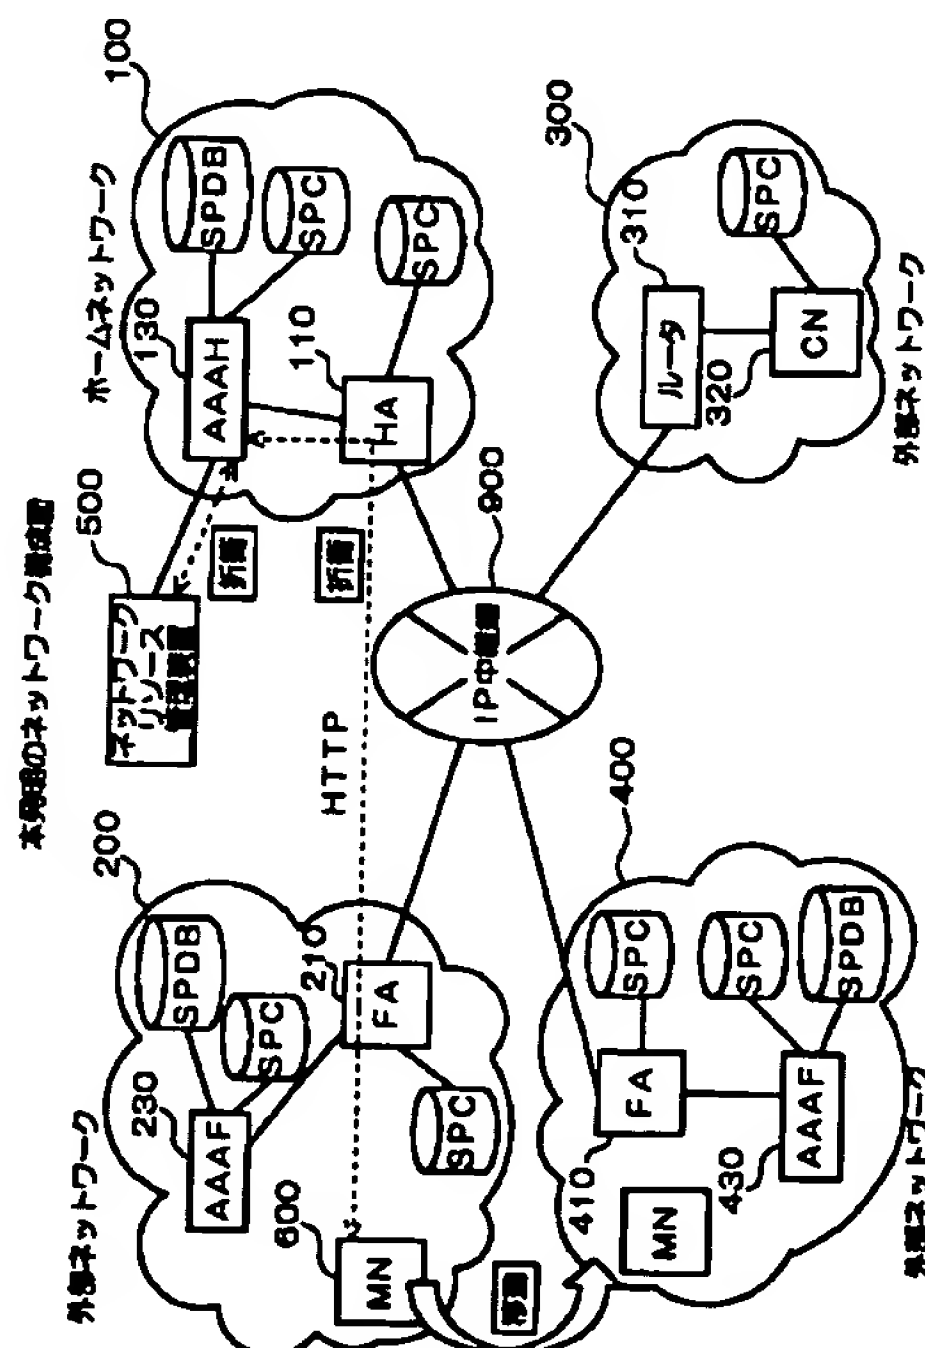 本発明のネットワーク構成図
外部ネットワーク
200
230
AAAF
SPDB
SPC
210
FA
SPC
600
MN
HTTP
ネットワーク
リソース
管理装置
500
折衝
折衝
ホームネットワーク
100
130
AAAH
SPDB
SPC
110
HA
SPC
900
IP中継網
移動
400
410
FA
SPC
SPC
SPDB
430
AAAF
MN
外部ネットワーク
300
310
ルータ
320
CN
SPC
外部ネットワーク